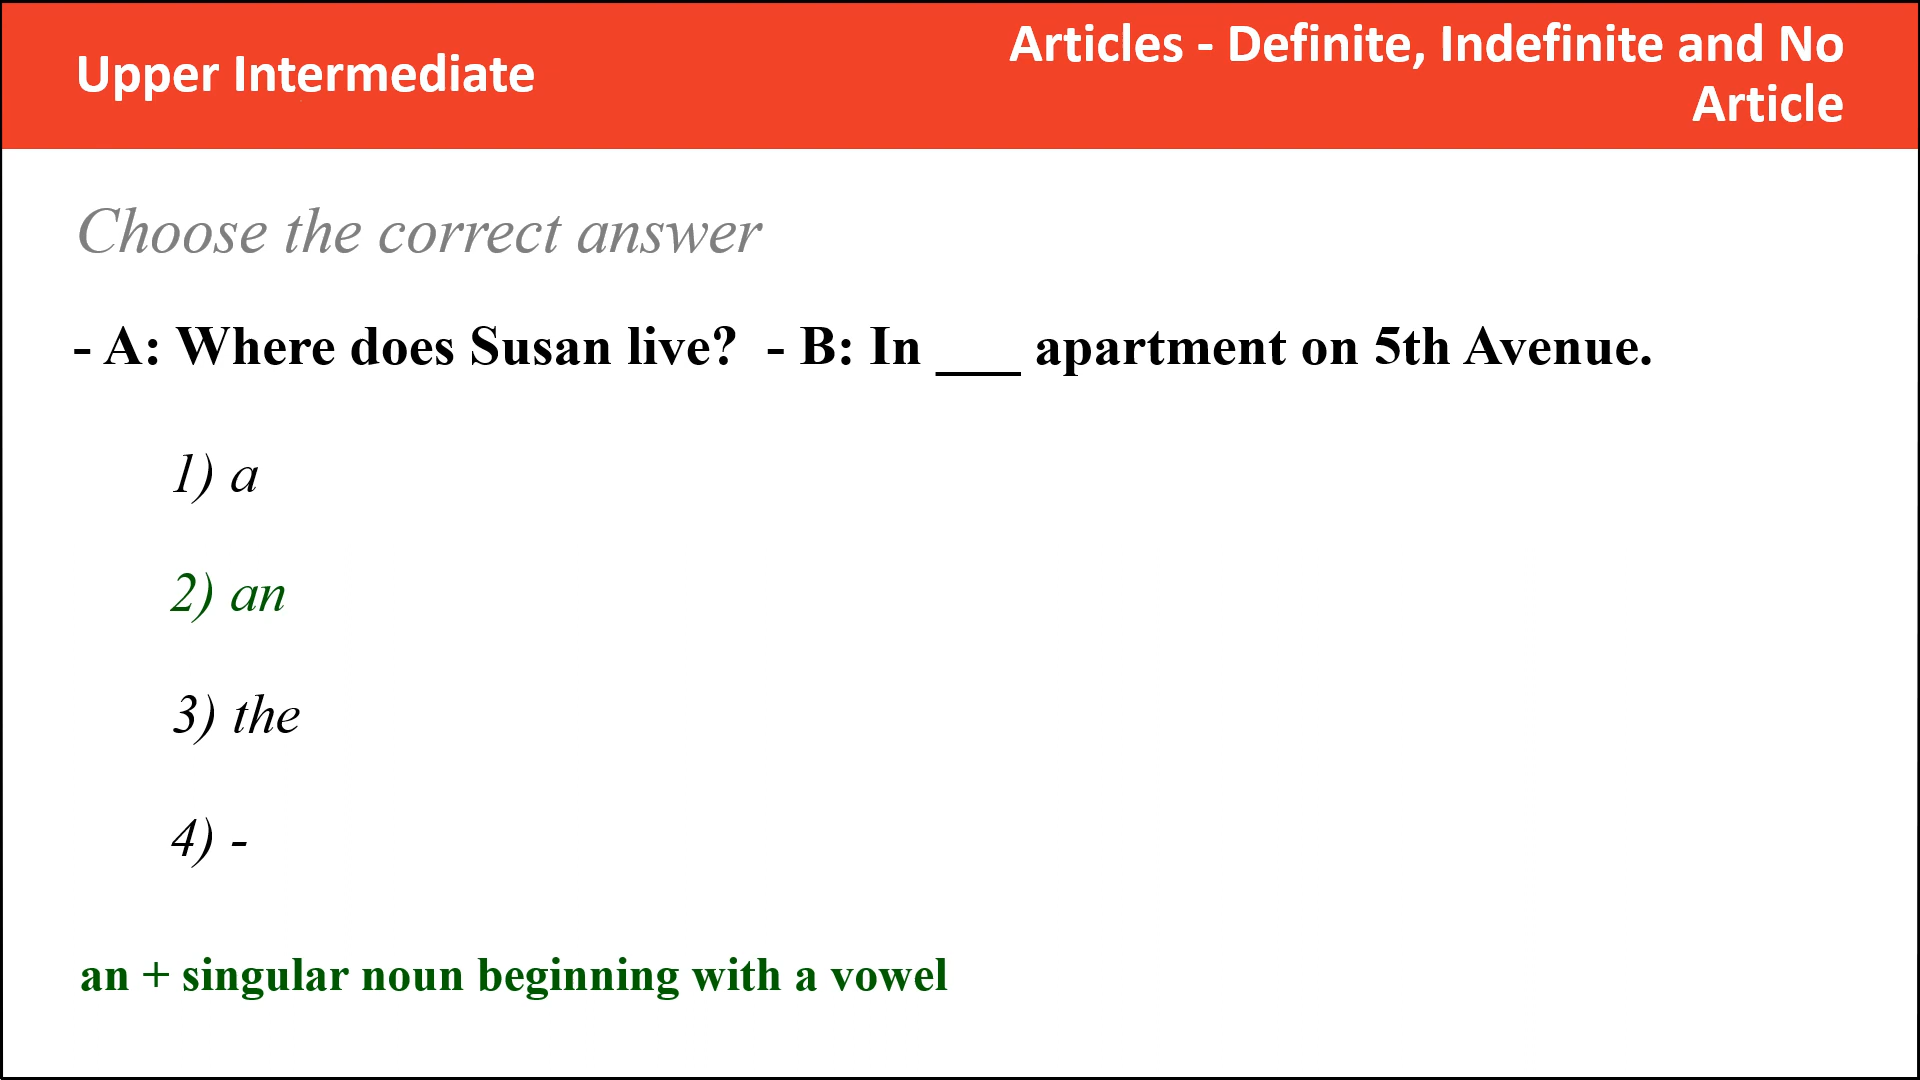 Upper Intermediate
Articles - Definite, Indefinite and No
Article
Choose the correct answer
- A: Where does Susan live?  - B: In ___ apartment on 5th Avenue.
1) a
2) an
3) the
4) -
an + singular noun beginning with a vowel